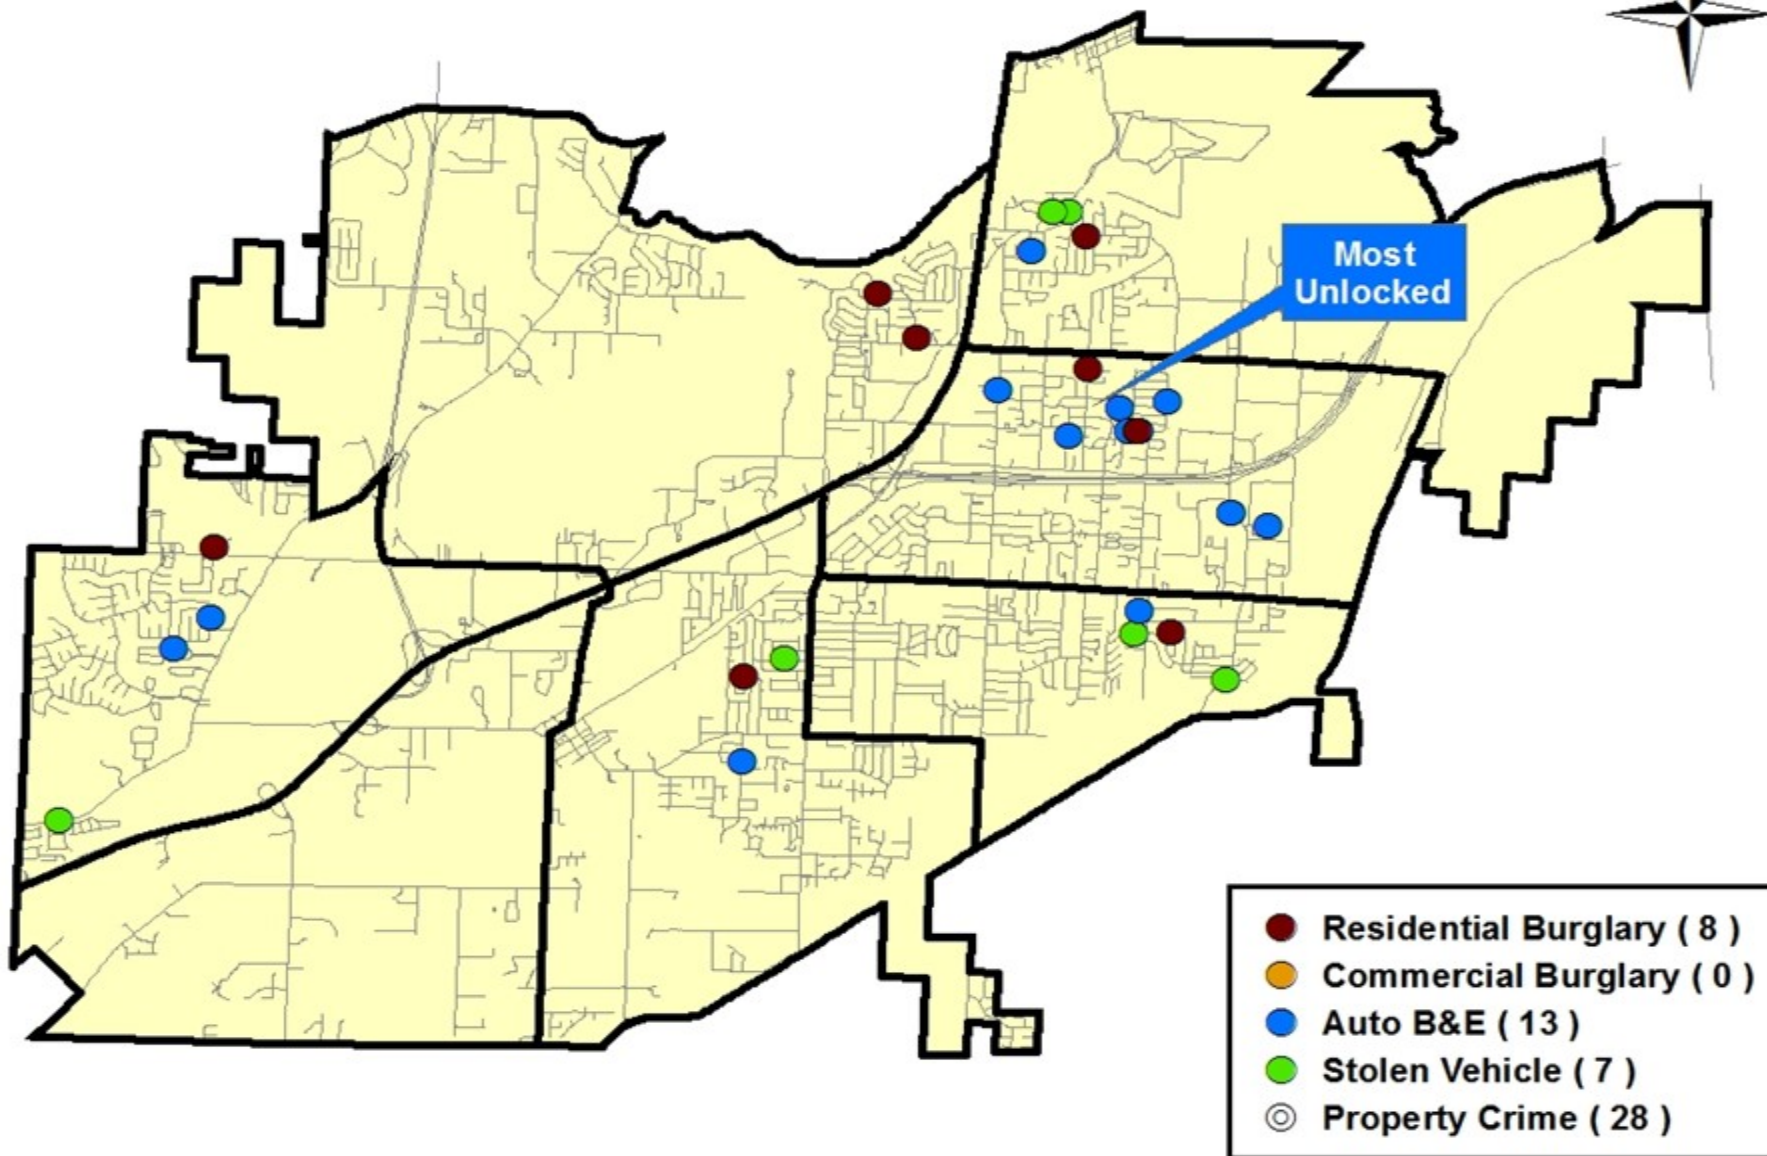 Most
Unlocked
Residential Burglary ( 8 )
Commercial Burglary ( 0 )
Auto B&E ( 13 )
Stolen Vehicle ( 7 )
Property Crime ( 28 )